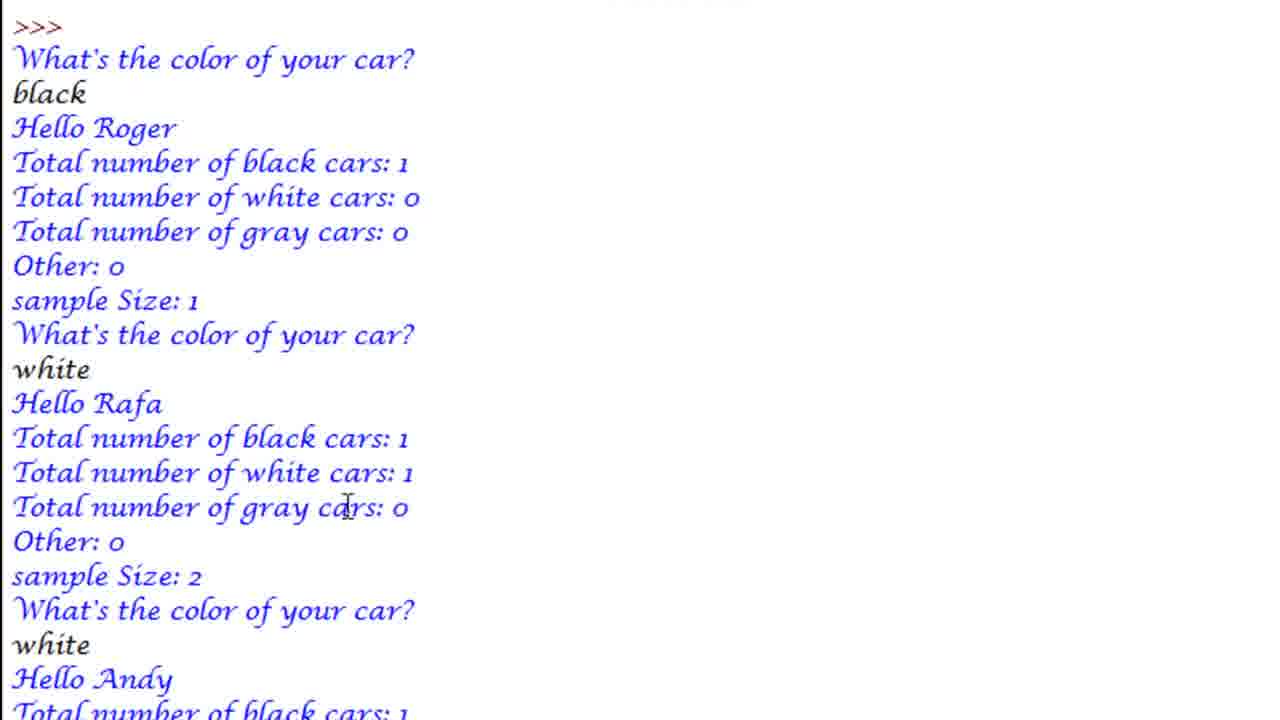 >>>
What's the color of your car?
black
Hello Roger
Total number of black cars: 1
Total number of white cars: 0
Total number of gray cars: 0
Other: 0
sample Size: 1
What's the color of your car?
white
Hello Rafa
Total number of black cars: 1
Total number of white cars: 1
Total number of gray cars: 0
Other: 0
sample Size: 2
What's the color of your car?
white
Hello Andy
Total number of black cars: 1